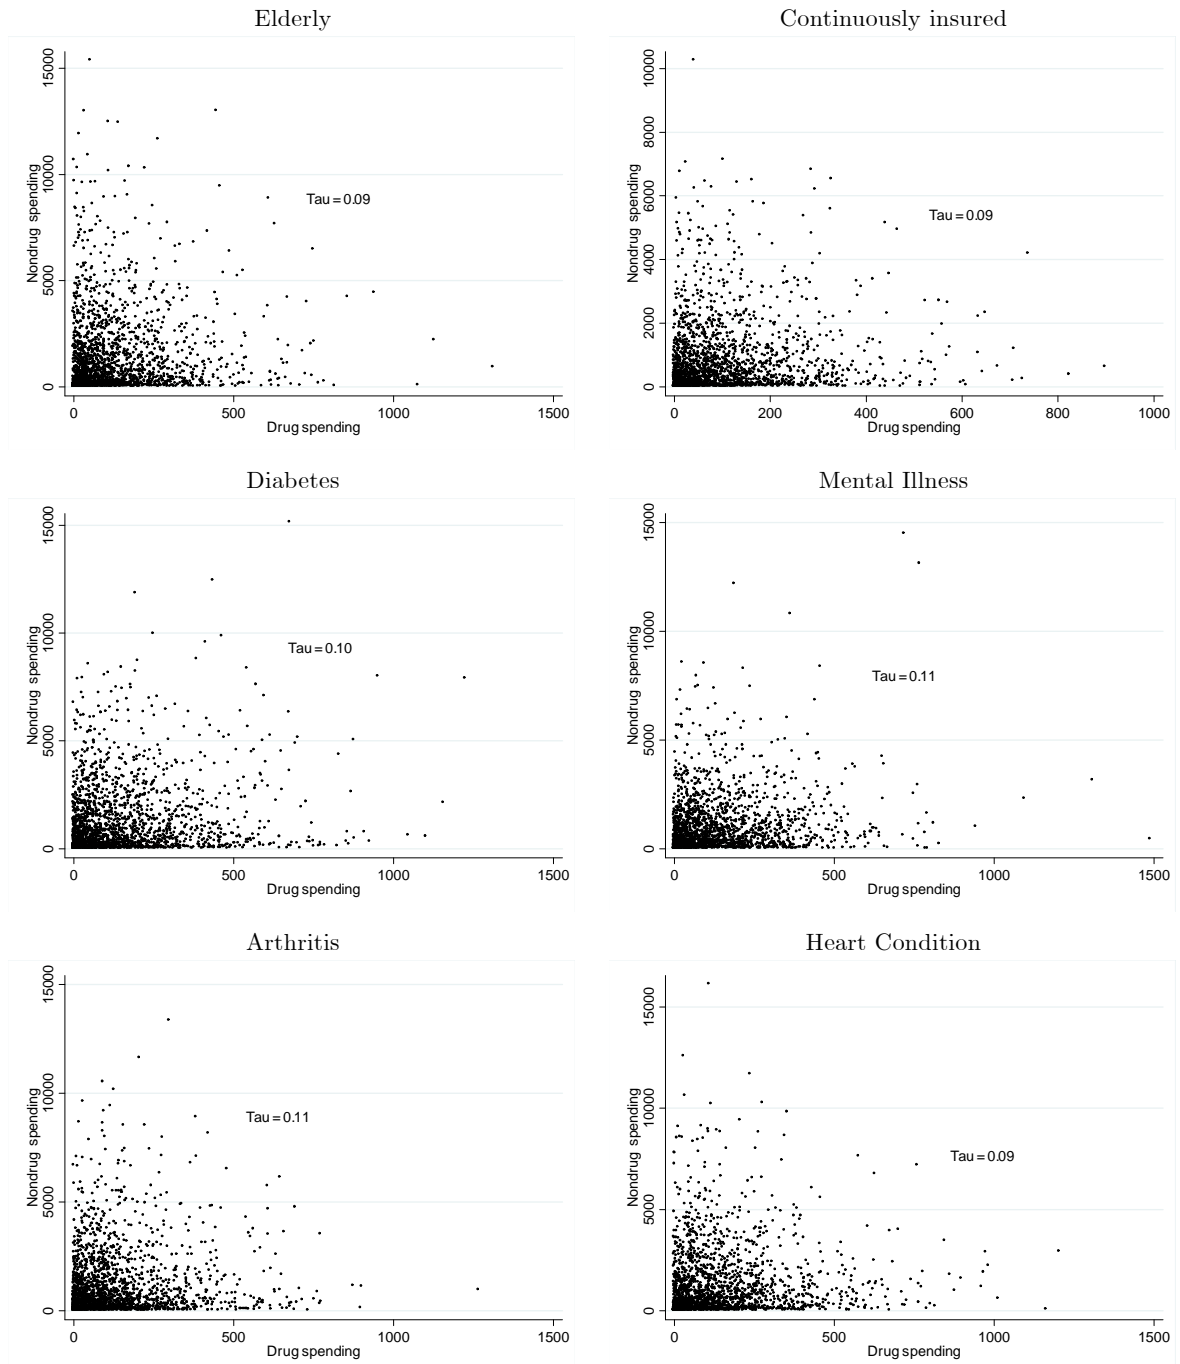 Elderly
Nondrug spending
15000
10000
5000
0
Tau = 0.09
0 500 1000 1500
Drug spending
Continuously insured
Nondrug spending
10000
8000
6000
4000
2000
0
Tau = 0.09
0 200 400 600 800 1000
Drug spending
Diabetes
Nondrug spending
15000
10000
5000
0
Tau = 0.10
0 500 1000 1500
Drug spending
Mental Illness
Nondrug spending
15000
10000
5000
0
Tau = 0.11
0 500 1000 1500
Drug spending
Arthritis
Nondrug spending
15000
10000
5000
0
Tau = 0.11
0 500 1000 1500
Drug spending
Heart Condition
Nondrug spending
15000
10000
5000
0
Tau = 0.09
0 500 1000 1500
Drug spending